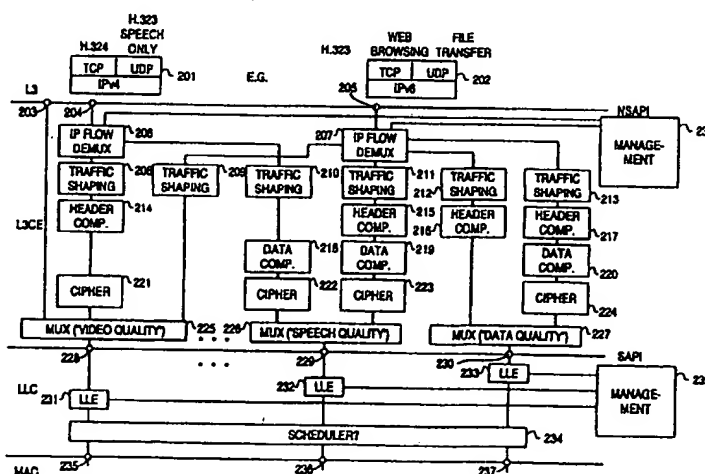 H.324
H.323 SPEECH ONLY
E.G.
H.323
WEB BROWSING
FILE TRANSFER
TCP UDP 201
IPv4
TCP UDP 202
IPv6
L3
203
204
205
NSAPI
IP FLOW DEMUX 206
207 IP FLOW DEMUX
MANAGEMENT
TRAFFIC SHAPING 208
TRAFFIC SHAPING 209
TRAFFIC SHAPING 210
TRAFFIC SHAPING 211
212 TRAFFIC SHAPING
TRAFFIC SHAPING 213
HEADER COMP. 214
HEADER COMP. 215
216 HEADER COMP.
HEADER COMP. 217
L3CE
DATA COMP. 218
DATA COMP. 219
DATA COMP. 220
CIPHER 221
CIPHER 222
CIPHER 223
CIPHER 224
MUX ("VIDEO QUALITY") 225
226 MUX ("SPEECH QUALITY")
MUX ("DATA QUALITY") 227
228
229
230
SAPI
LLC
231 LLE
232 LLE
233 LLE
MANAGE-
MENT
SCHEDULER? 234
MAC
235
236
237